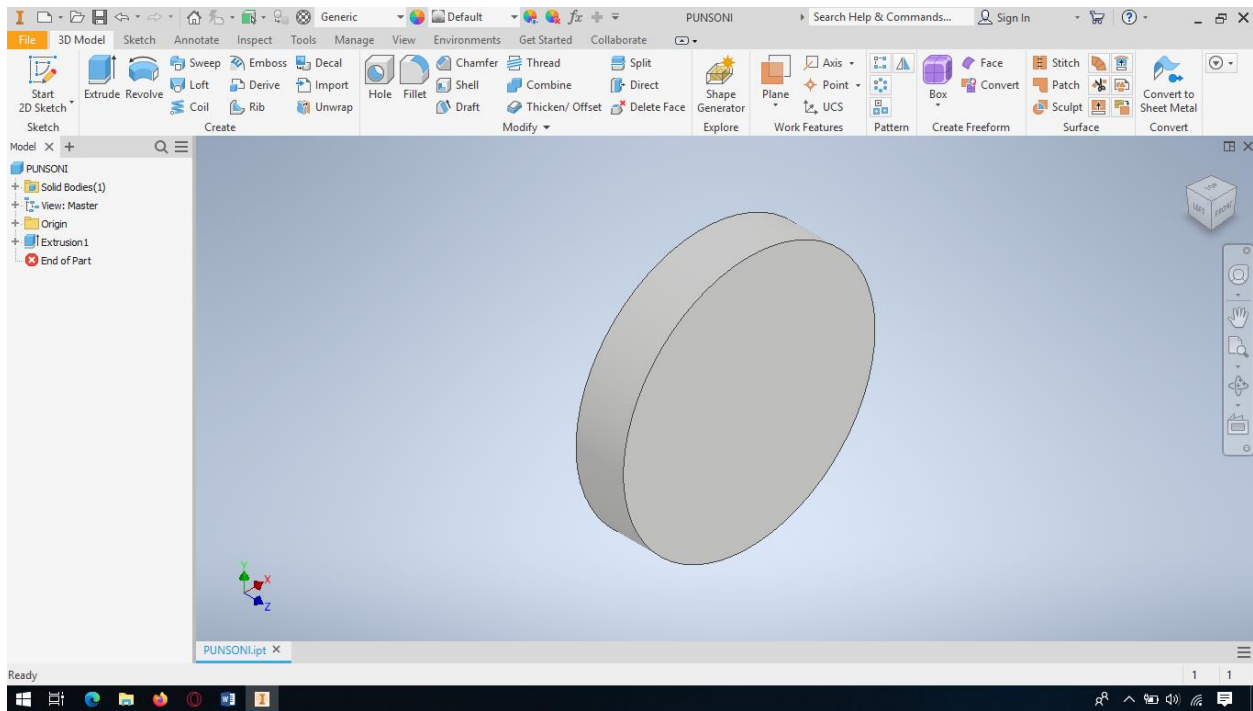 Generic Default fx PUNSONI Search Help & Commands... Sign In
File 3D Model Sketch Annotate Inspect Tools Manage View Environments Get Started Collaborate
Start 2D Sketch
Extrude Revolve
Sweep Emboss Decal
Loft Derive Import
Coil Rib Unwrap
Hole Fillet
Chamfer Thread Split
Shell Combine Direct
Draft Thicken/ Offset Delete Face
Shape Generator
Plane
Axis
Point
UCS
Box
Face
Convert
Stitch
Patch
Sculpt
Convert to Sheet Metal
Sketch Create Modify Explore Work Features Pattern Create Freeform Surface Convert
Model
PUNSONI
Solid Bodies(1)
View: Master
Origin
Extrusion1
End of Part
TOP
LEFT FRONT
Y
X
Z
PUNSONI.ipt
Ready 1 1